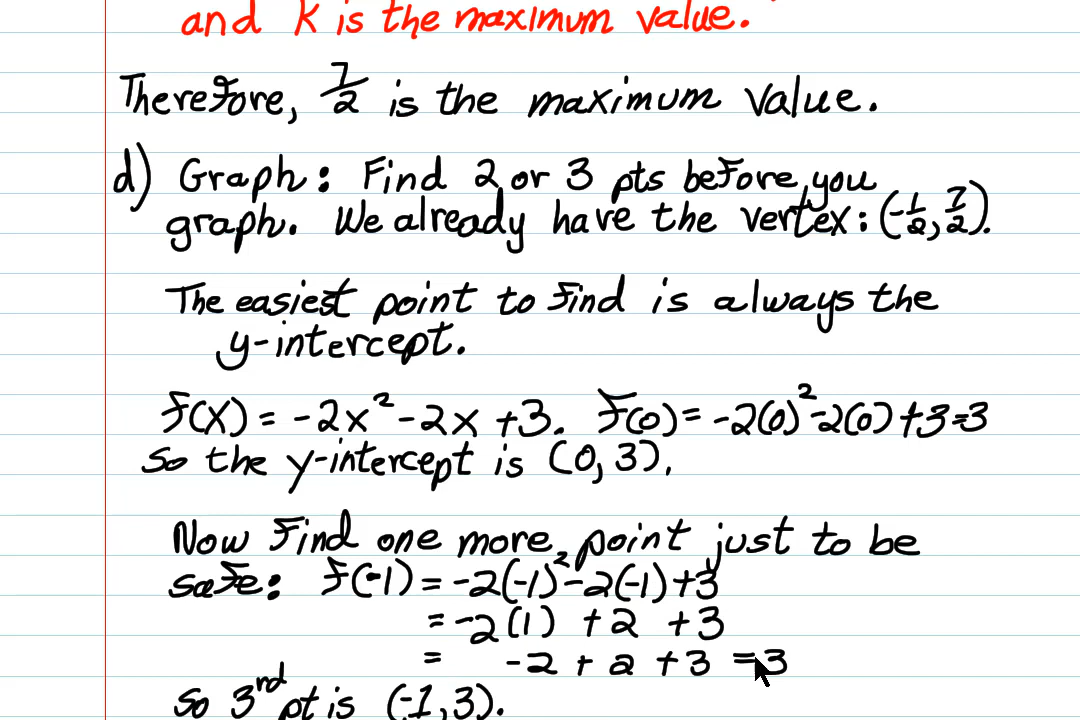 and k is the maximum value.
Therefore, 7/2 is the maximum value.
d) Graph: Find 2 or 3 pts before you
graph. We already have the vertex: (-1/2, 7/2).
The easiest point to find is always the
y-intercept.
f(x) = -2x² - 2x + 3. f(0) = -2(0)² - 2(0) + 3 = 3
So the y-intercept is (0, 3).
Now find one more point just to be
safe: f(-1) = -2(-1)² - 2(-1) + 3
= -2(1) + 2 + 3
= -2 + 2 + 3 = 3
So 3rd pt is (-1, 3).